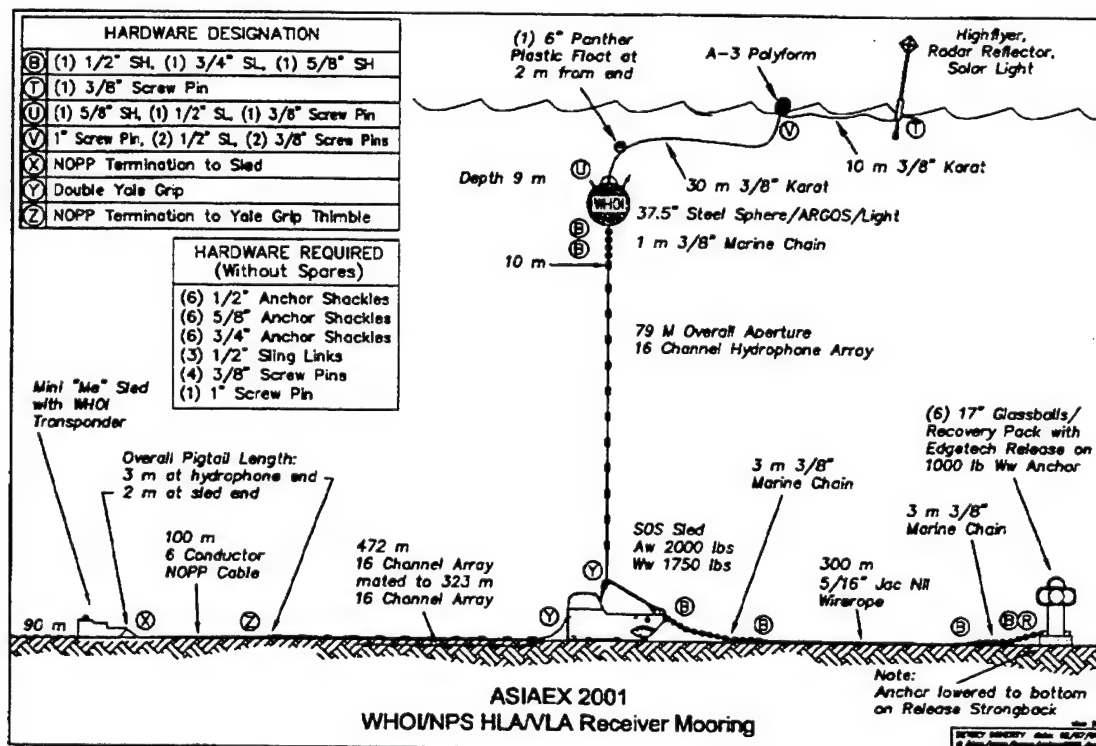 HARDWARE DESIGNATION
B (1) 1/2" SH, (1) 3/4" SL, (1) 5/8" SH
T (1) 3/8" Screw Pin
U (1) 5/8" SH, (1) 1/2" SL, (1) 3/8" Screw Pin
V 1" Screw Pin, (2) 1/2" SL, (2) 3/8" Screw Pins
X NOPP Termination to Sled
Y Double Yale Grip
Z NOPP Termination to Yale Grip Thimble
HARDWARE REQUIRED
(Without Spares)
(6) 1/2" Anchor Shackles
(6) 5/8" Anchor Shackles
(6) 3/4" Anchor Shackles
(3) 1/2" Sling Links
(4) 3/8" Screw Pins
(1) 1" Screw Pin
(1) 6" Panther
Plastic Float at
2 m from end
A-3 Polyform
Highflyer,
Radar Reflector,
Solar Light
V
T
10 m 3/8" Karat
30 m 3/8" Karat
Depth 9 m
U
WHOI
37.5" Steel Sphere/ARGOS/Light
B
B
1 m 3/8" Marine Chain
10 m
79 M Overall Aperture
16 Channel Hydrophone Array
Mini "Me" Sled
with WHOI
Transponder
Overall Pigtail Length:
3 m at hydrophone end
2 m at sled end
100 m
6 Conductor
NOPP Cable
472 m
16 Channel Array
mated to 323 m
16 Channel Array
SOS Sled
Aw 2000 lbs
Ww 1750 lbs
3 m 3/8"
Marine Chain
(6) 17" Glassballs/
Recovery Pack with
Edgetech Release on
1000 lb Ww Anchor
3 m 3/8"
Marine Chain
300 m
5/16" Jac Nil
Wirerope
90 m
X
Z
Y
Y
B
B
B
B R
Note:
Anchor lowered to bottom
on Release Strongback
ASIAEX 2001
WHOI/NPS HLA/VLA Receiver Mooring